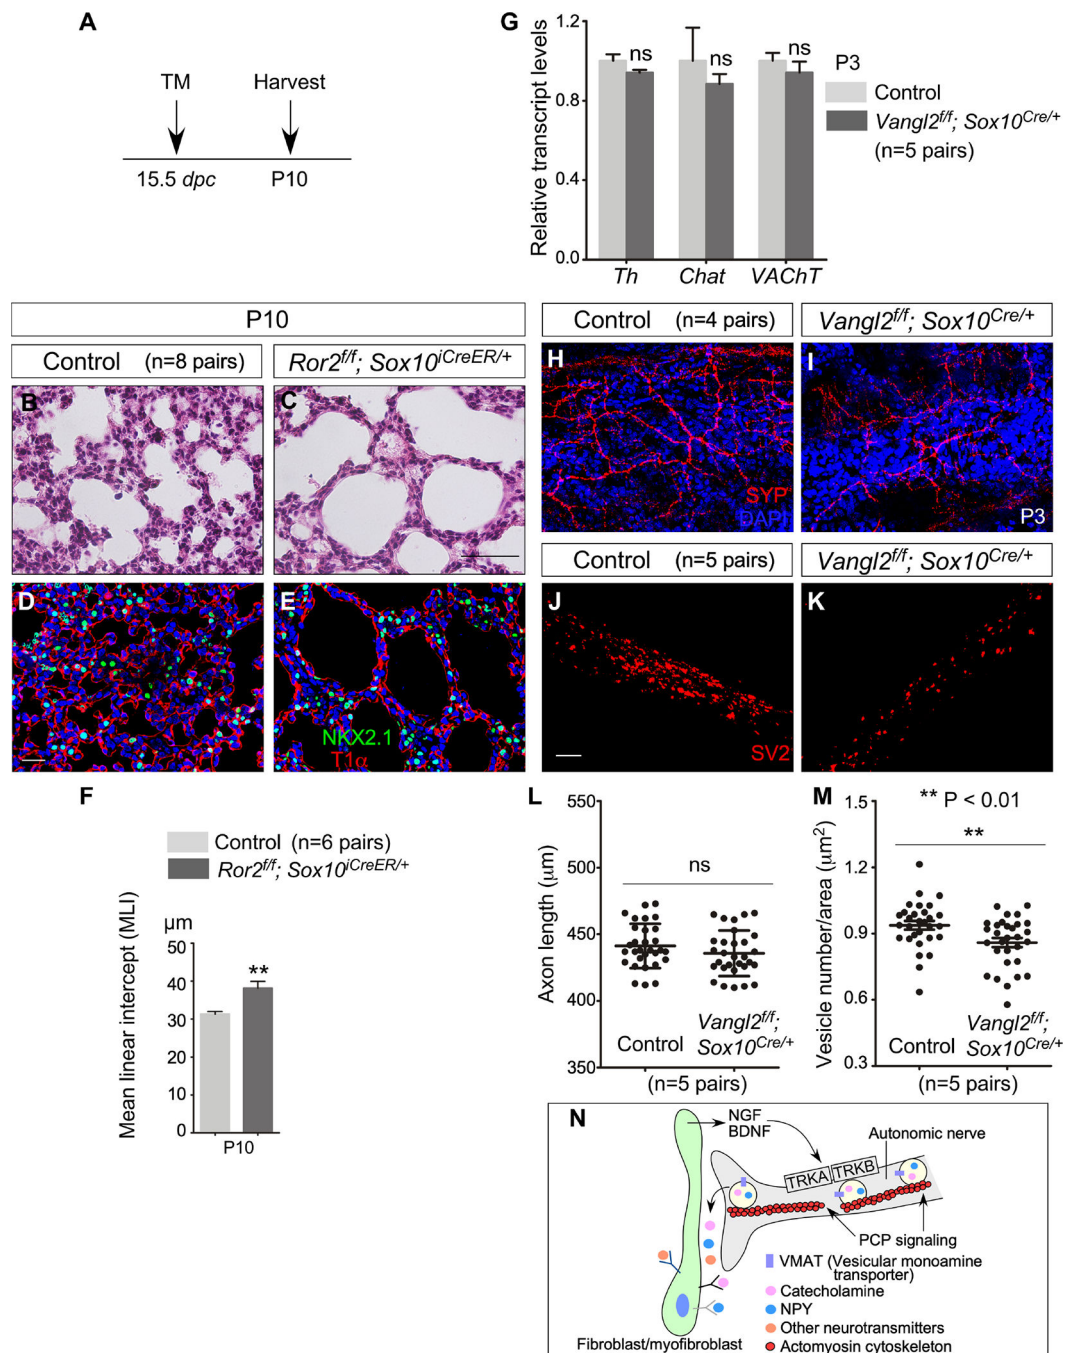 A
TM Harvest
15.5 dpc P10
G
Relative transcript levels
1.2
0.8
0.4
0.0
ns ns ns
Th Chat VAChT
P3
Control
Vangl2f/f; Sox10Cre/+
(n=5 pairs)
P10
Control (n=8 pairs) Ror2f/f; Sox10iCreER/+
B C
D E
NKX2.1
T1α
Control (n=4 pairs) Vangl2f/f; Sox10Cre/+
H I
SYP
DAPI
P3
Control (n=5 pairs) Vangl2f/f; Sox10Cre/+
J K
SV2
F
Control (n=6 pairs)
Ror2f/f; Sox10iCreER/+
Mean linear intercept (MLI)
μm
50
40
30
20
10
0
**
P10
L
Axon length (μm)
550
500
450
400
350
ns
Control
Vangl2f/f;
Sox10Cre/+
(n=5 pairs)
M
Vesicle number/area (μm2)
1.5
1.2
0.9
0.6
0.3
** P < 0.01
**
Control
Vangl2f/f;
Sox10Cre/+
(n=5 pairs)
N
NGF
BDNF
TRKA TRKB
Autonomic nerve
PCP signaling
VMAT (Vesicular monoamine
transporter)
Catecholamine
NPY
Other neurotransmitters
Actomyosin cytoskeleton
Fibroblast/myofibroblast